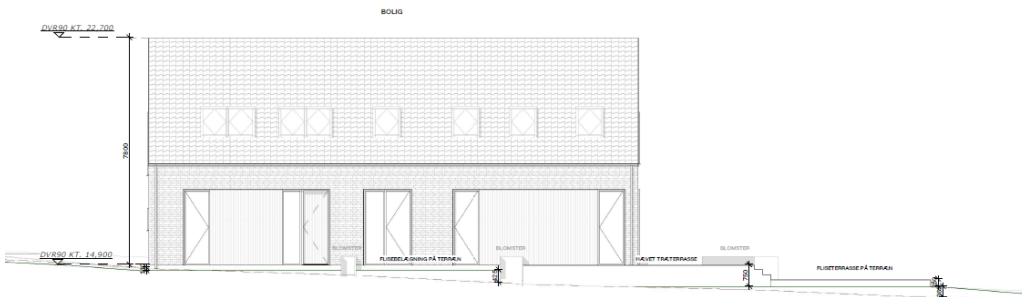 BOLIG
DVR90 KT. 22,700
7800
BLOMSTER
BLOMSTER
BLOMSTER
DVR90 KT. 14,900
FLISEBELÆGNING PÅ TERRÆN
HÆVET TRÆTERRASSE
750
FLISETERRASSE PÅ TERRÆN